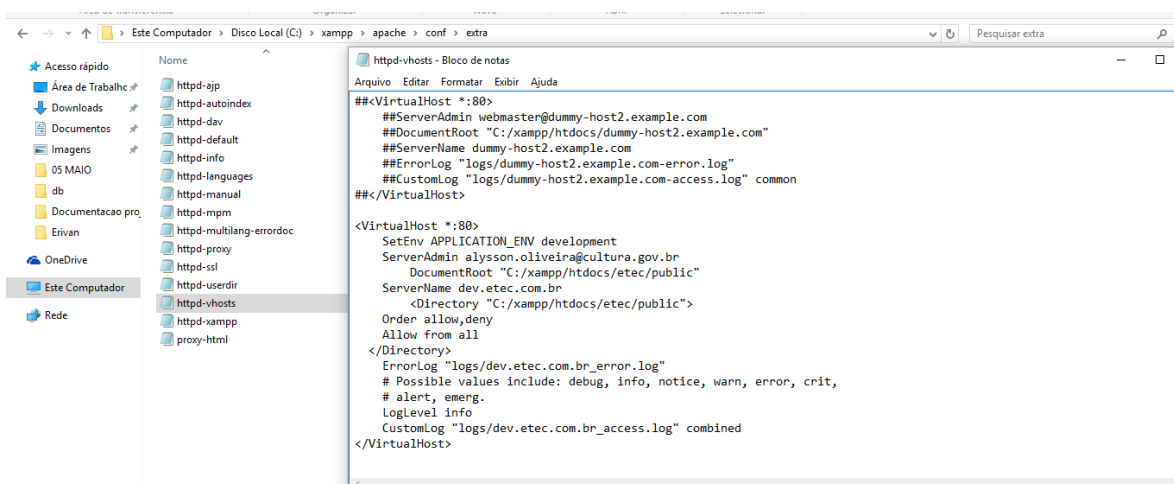 Este Computador > Disco Local (C:) > xampp > apache > conf > extra
Pesquisar extra
Acesso rápido
Área de Trabalhc
Downloads
Documentos
Imagens
05 MAIO
db
Documentacao proj
Erivan
OneDrive
Este Computador
Rede
Nome
httpd-ajp
httpd-autoindex
httpd-dav
httpd-default
httpd-info
httpd-languages
httpd-manual
httpd-mpm
httpd-multilang-errordoc
httpd-proxy
httpd-ssl
httpd-userdir
httpd-vhosts
httpd-xampp
proxy-html
httpd-vhosts - Bloco de notas
Arquivo Editar Formatar Exibir Ajuda
##<VirtualHost *:80>
##ServerAdmin webmaster@dummy-host2.example.com
##DocumentRoot "C:/xampp/htdocs/dummy-host2.example.com"
##ServerName dummy-host2.example.com
##ErrorLog "logs/dummy-host2.example.com-error.log"
##CustomLog "logs/dummy-host2.example.com-access.log" common
##</VirtualHost>
<VirtualHost *:80>
SetEnv APPLICATION_ENV development
ServerAdmin alysson.oliveira@cultura.gov.br
DocumentRoot "C:/xampp/htdocs/etec/public"
ServerName dev.etec.com.br
<Directory "C:/xampp/htdocs/etec/public">
Order allow,deny
Allow from all
</Directory>
ErrorLog "logs/dev.etec.com.br_error.log"
# Possible values include: debug, info, notice, warn, error, crit,
# alert, emerg.
LogLevel info
CustomLog "logs/dev.etec.com.br_access.log" combined
</VirtualHost>